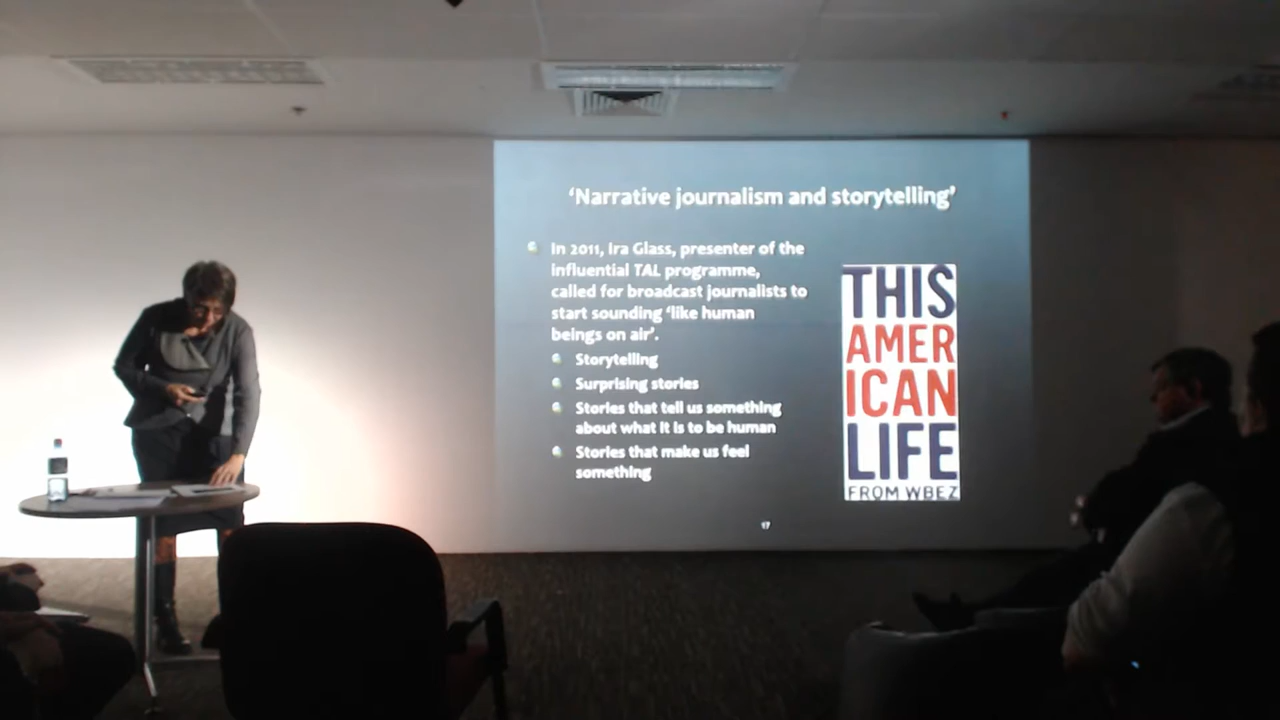 ‘Narrative journalism and storytelling’
In 2011, Ira Glass, presenter of the
influential TAL programme,
called for broadcast journalists to
start sounding ‘like human
beings on air’.
Storytelling
Surprising stories
Stories that tell us something
about what it is to be human
Stories that make us feel
something
THIS
AMER
ICAN
LIFE
FROM WBEZ
17